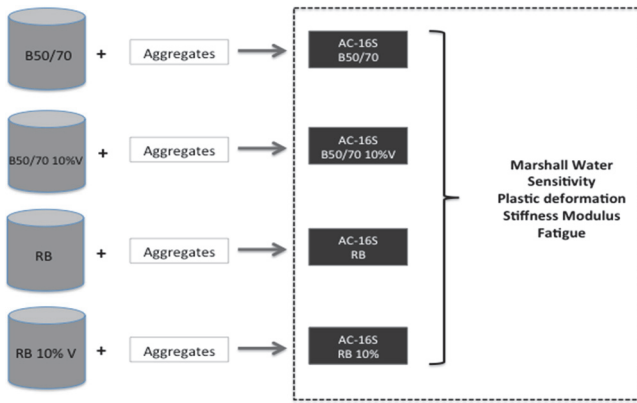 B50/70 + Aggregates AC-16S
B50/70
B50/70 10%V + Aggregates AC-16S
B50/70 10%V
RB + Aggregates AC-16S
RB
RB 10% V + Aggregates AC-16S
RB 10%
Marshall Water
Sensitivity
Plastic deformation
Stiffness Modulus
Fatigue